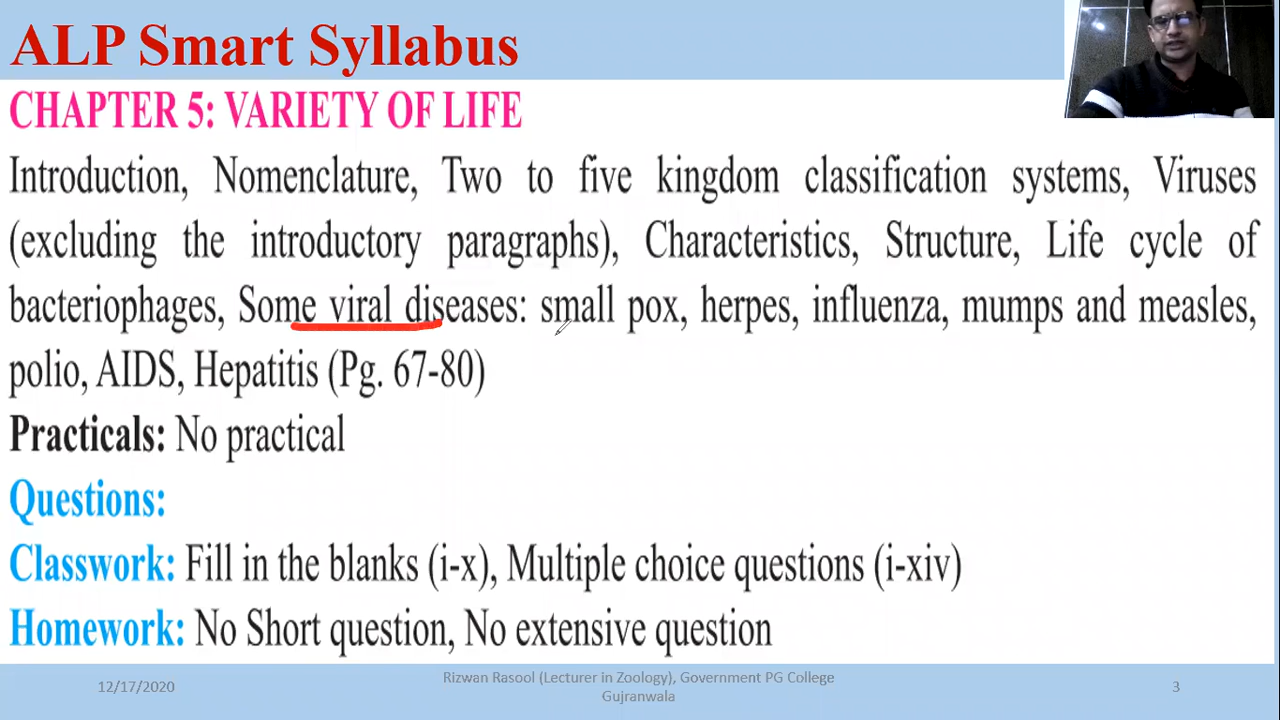 ALP Smart Syllabus
CHAPTER 5: VARIETY OF LIFE
Introduction, Nomenclature, Two to five kingdom classification systems, Viruses
(excluding the introductory paragraphs), Characteristics, Structure, Life cycle of
bacteriophages, Some viral diseases: small pox, herpes, influenza, mumps and measles,
polio, AIDS, Hepatitis (Pg. 67-80)
Practicals: No practical
Questions:
Classwork: Fill in the blanks (i-x), Multiple choice questions (i-xiv)
Homework: No Short question, No extensive question
12/17/2020
Rizwan Rasool (Lecturer in Zoology), Government PG College
Gujranwala
3